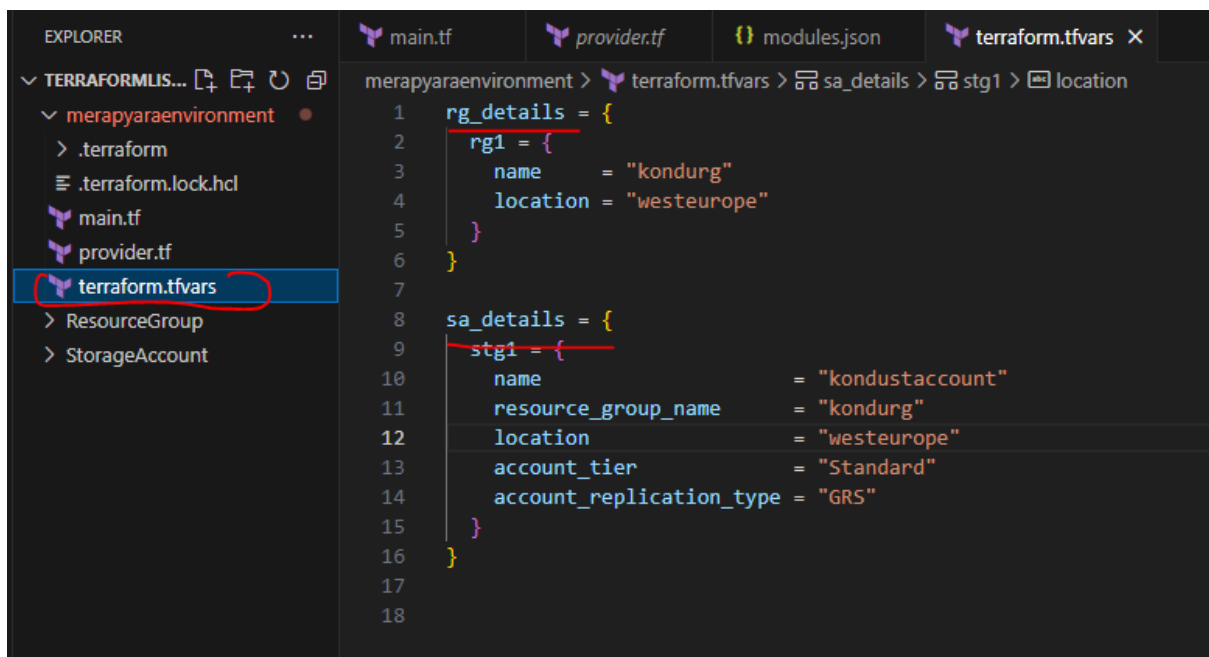 EXPLORER ...
main.tf
provider.tf
{} modules.json
terraform.tfvars ×
TERRAFORMLIS...
merapyaraenvironment > terraform.tfvars > sa_details > stg1 > abc location
merapyaraenvironment
.terraform
.terraform.lock.hcl
main.tf
provider.tf
terraform.tfvars
ResourceGroup
StorageAccount
1 rg_details = {
2 rg1 = {
3 name = "kondurg"
4 location = "westeurope"
5 }
6 }
7
8 sa_details = {
9 stg1 = {
10 name = "kondustaccount"
11 resource_group_name = "kondurg"
12 location = "westeurope"
13 account_tier = "Standard"
14 account_replication_type = "GRS"
15 }
16 }
17
18